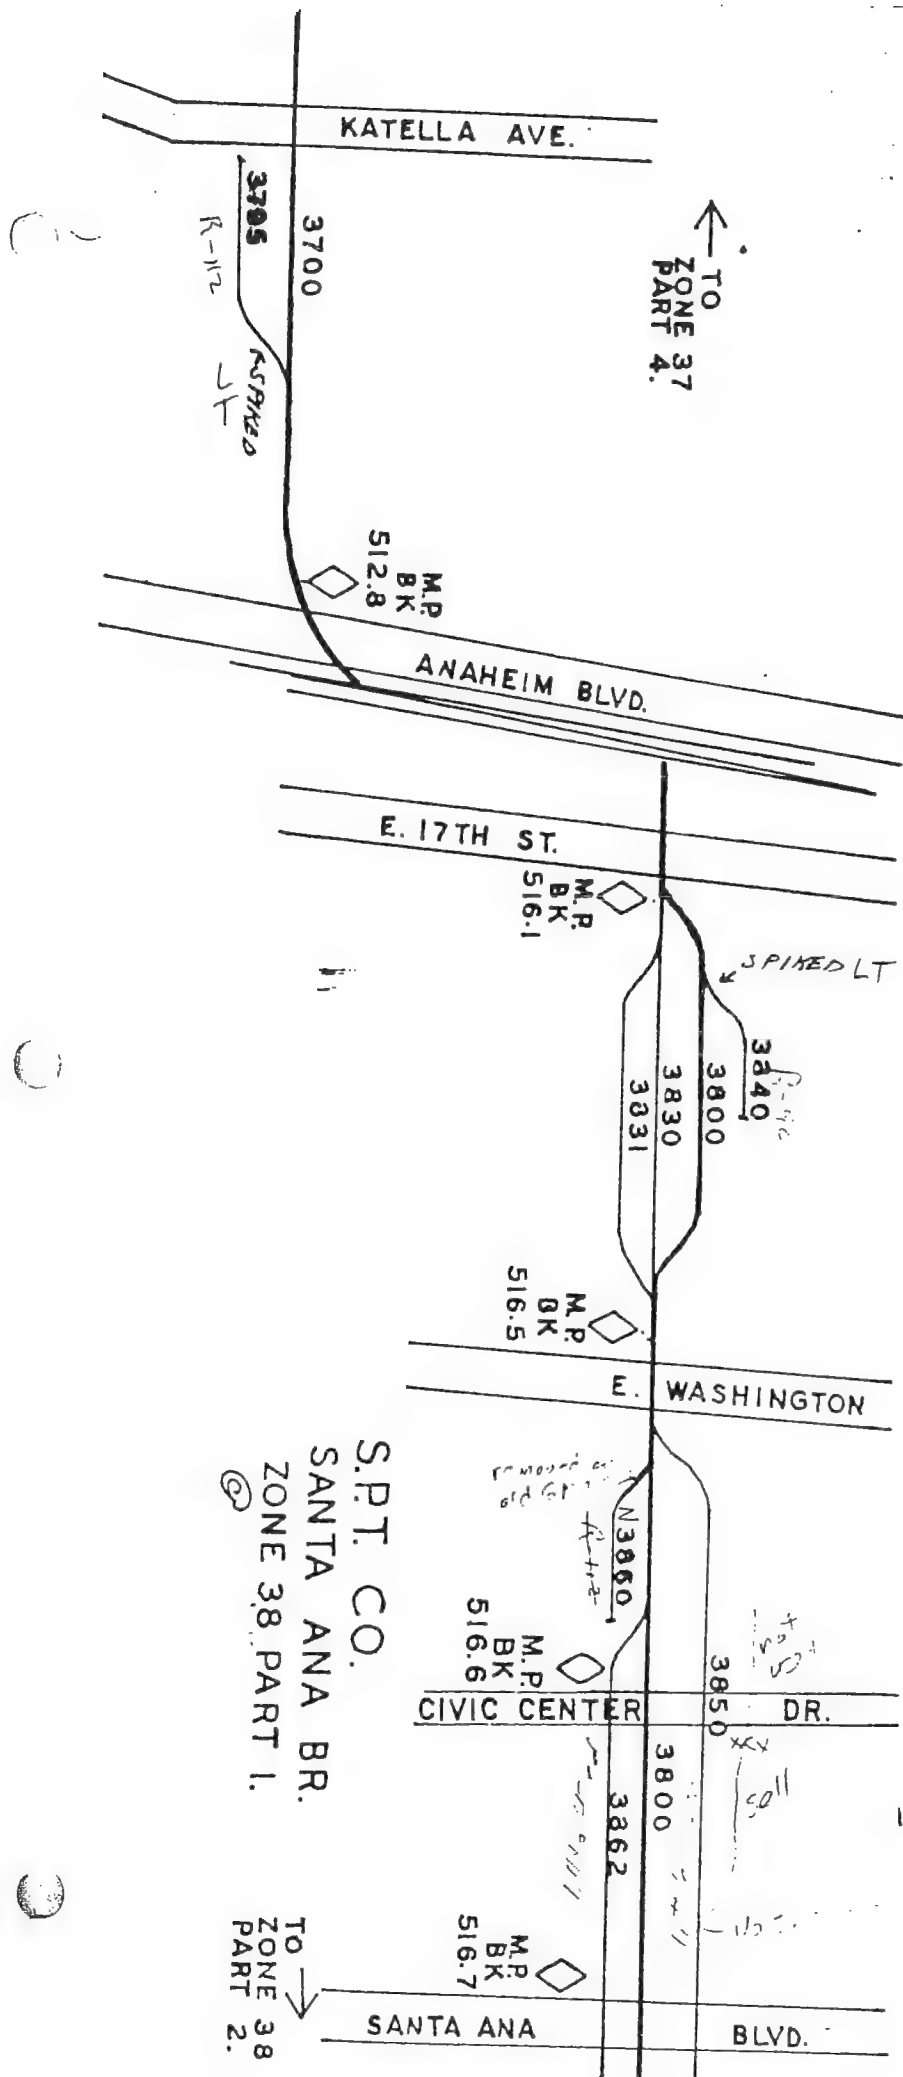 KATELLA AVE.
TO
ZONE 37
PART 4.
3700
3795
R-112
RSPIKED
LT
M.P.
BK
512.8
ANAHEIM BLVD.
E. 17TH ST.
M.P.
BK
516.1
SPIKED LT
3840
3800
3830
3831
M.P.
BK
516.5
E. WASHINGTON
N3860
M.P.
BK
516.6
3850
CIVIC CENTER DR.
XXX
3800
3862
M.P.
BK
516.7
SANTA ANA BLVD.
S.P.T. CO.
SANTA ANA BR.
ZONE 38 PART 1.
TO
ZONE 38
PART 2.